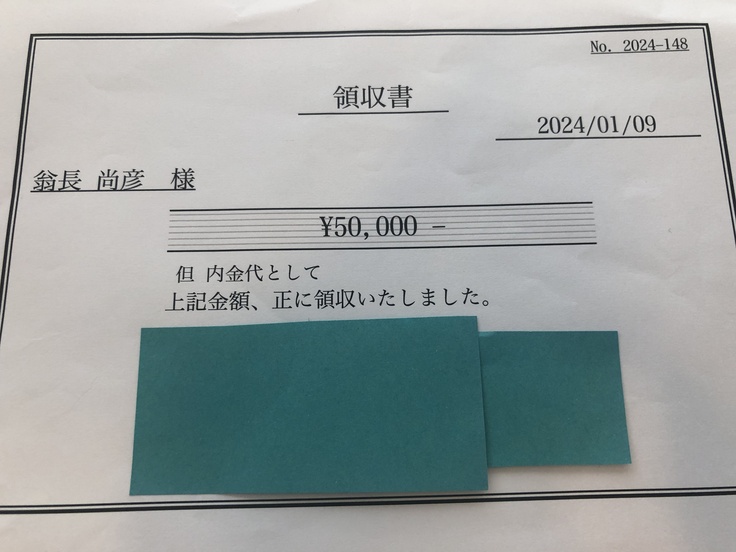 No. 2024-148
領収書
2024/01/09
翁長 尚彦 様
¥50,000 −
但 内金代として
上記金額、正に領収いたしました。